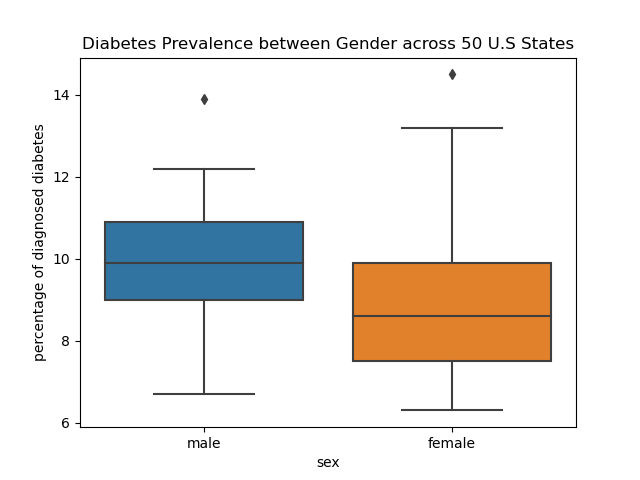 Diabetes Prevalence between Gender across 50 U.S States
percentage of diagnosed diabetes
14
12
10
8
6
male female
sex